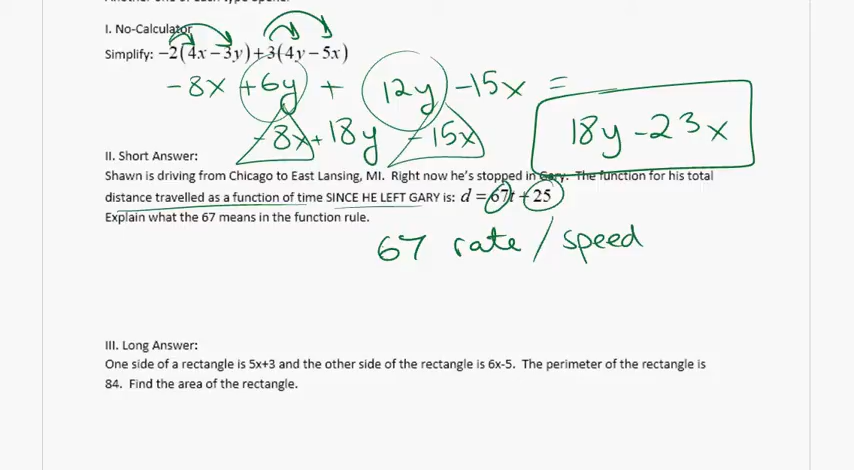 I. No-Calculator
Simplify: −2(4x−3y)+3(4y−5x)
-8x +6y + 12y -15x =
-8x +18y -15x
18y -23x
II. Short Answer:
Shawn is driving from Chicago to East Lansing, MI. Right now he's stopped in Gary. The function for his total
distance travelled as a function of time SINCE HE LEFT GARY is: d = 67t + 25
Explain what the 67 means in the function rule.
67 rate / speed
III. Long Answer:
One side of a rectangle is 5x+3 and the other side of the rectangle is 6x-5. The perimeter of the rectangle is
84. Find the area of the rectangle.